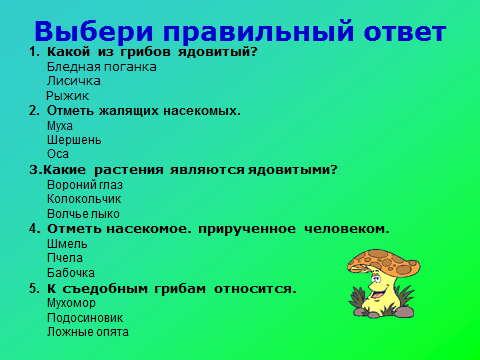 Выбери правильный ответ
1. Какой из грибов ядовитый?
Бледная поганка
Лисичка
Рыжик
2. Отметь жалящих насекомых.
Муха
Шершень
Оса
3.Какие растения являются ядовитыми?
Вороний глаз
Колокольчик
Волчье лыко
4. Отметь насекомое. прирученное человеком.
Шмель
Пчела
Бабочка
5. К съедобным грибам относится.
Мухомор
Подосиновик
Ложные опята